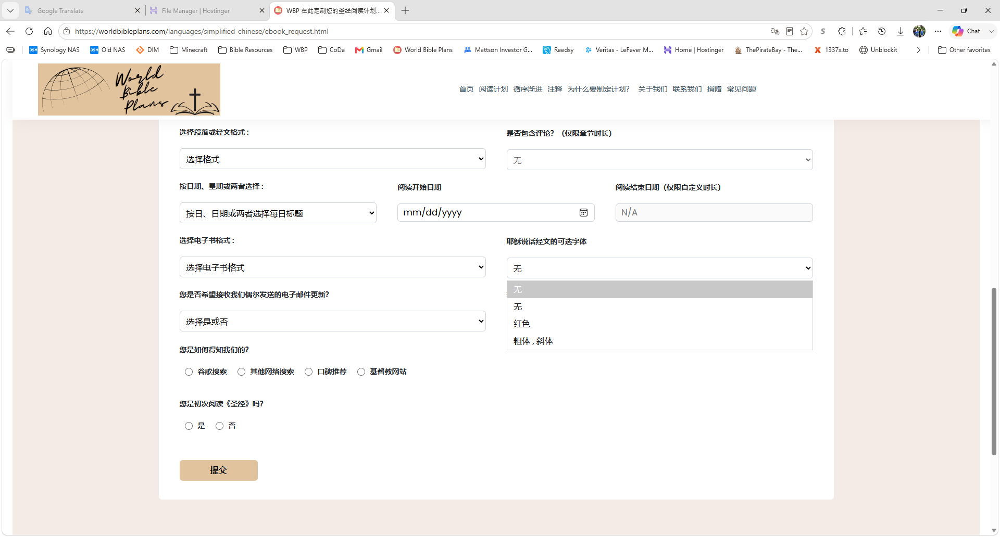 Google Translate
File Manager | Hostinger
WBP 在此定制您的圣经阅读计划...
https://worldbibleplans.com/languages/simplified-chinese/ebook_request.html
Chat
Synology NAS
Old NAS
DIM
Minecraft
Bible Resources
WBP
CoDa
Gmail
World Bible Plans
Mattson Investor G...
Reedsy
Veritas - LeFever M...
Home | Hostinger
ThePirateBay - The...
1337x.to
Unblockit
Other favorites
World
Bible
Plans
首页 阅读计划 循序渐进 注释 为什么要制定计划？ 关于我们 联系我们 捐赠 常见问题
选择段落或经文格式：
是否包含评论？（仅限章节时长）
选择格式
无
按日期、星期或两者选择：
阅读开始日期
阅读结束日期（仅限自定义时长）
按日、日期或两者选择每日标题
mm/dd/yyyy
N/A
选择电子书格式：
耶稣说话经文的可选字体
选择电子书格式
无
无
您是否希望接收我们偶尔发送的电子邮件更新？
无
选择是或否
红色
粗体 , 斜体
您是如何得知我们的？
谷歌搜索 其他网络搜索 口碑推荐 基督教网站
您是初次阅读《圣经》吗？
是 否
提交